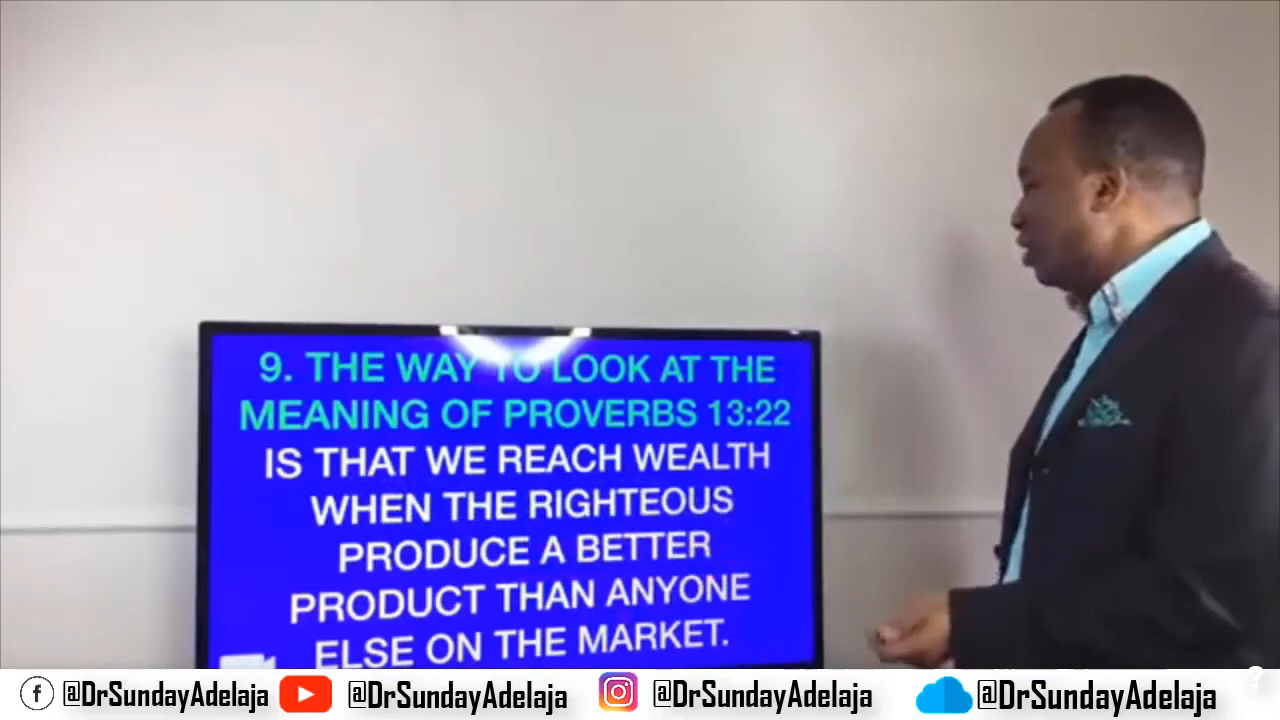 9. THE WAY TO LOOK AT THE
MEANING OF PROVERBS 13:22
IS THAT WE REACH WEALTH
WHEN THE RIGHTEOUS
PRODUCE A BETTER
PRODUCT THAN ANYONE
ELSE ON THE MARKET.
@DrSundayAdelaja @DrSundayAdelaja @DrSundayAdelaja @DrSundayAdelaja